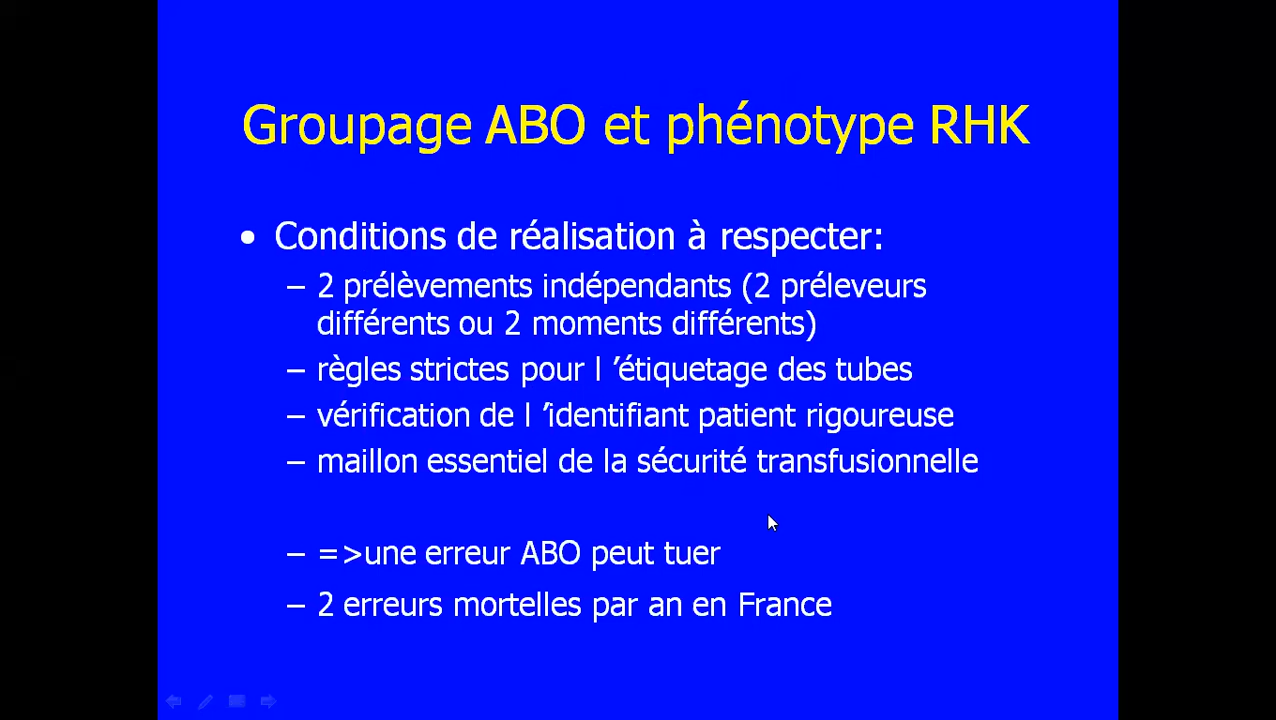 Groupage ABO et phénotype RHK
• Conditions de réalisation à respecter:
– 2 prélèvements indépendants (2 préleveurs
différents ou 2 moments différents)
– règles strictes pour l ’étiquetage des tubes
– vérification de l ’identifiant patient rigoureuse
– maillon essentiel de la sécurité transfusionnelle
– =>une erreur ABO peut tuer
– 2 erreurs mortelles par an en France